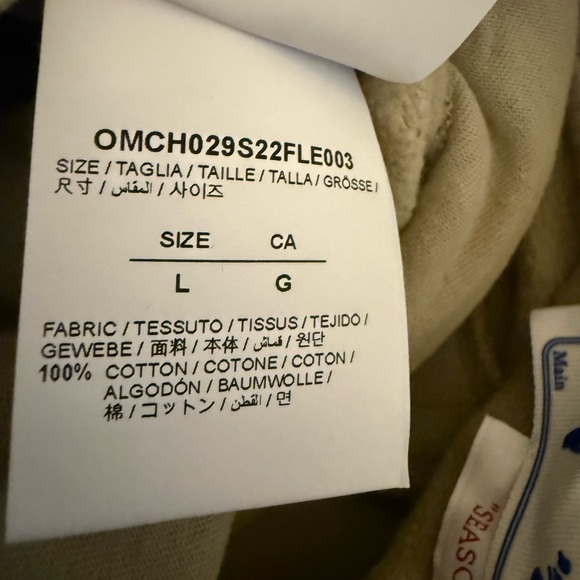 OMCH029S22FLE003
SIZE / TAGLIA / TAILLE / TALLA / GRÖSSE /
尺寸 / المقاس / 사이즈
SIZE CA
L G
FABRIC / TESSUTO / TISSUS / TEJIDO /
GEWEBE / 面料 / 本体 / قماش / 원단
100% COTTON / COTONE / COTON /
ALGODÓN / BAUMWOLLE /
棉 / コットン / القطن / 면
Main
"SEASO